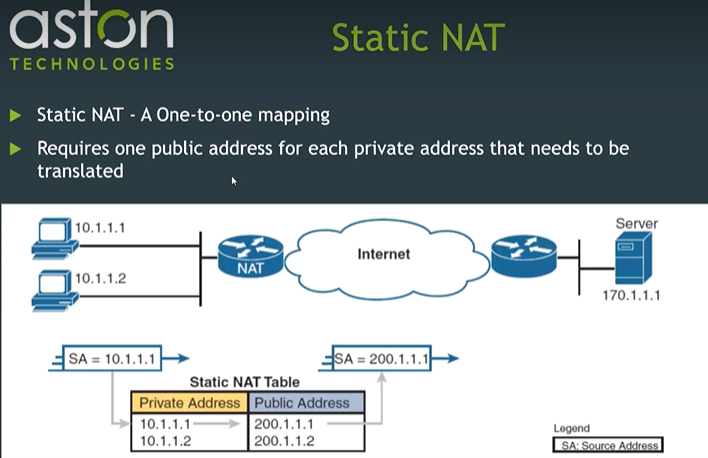 aston
TECHNOLOGIES
Static NAT
Static NAT - A One-to-one mapping
Requires one public address for each private address that needs to be
translated
10.1.1.1
10.1.1.2
NAT
Internet
Server
170.1.1.1
SA = 10.1.1.1
SA = 200.1.1.1
Static NAT Table
Private Address Public Address
10.1.1.1 200.1.1.1
10.1.1.2 200.1.1.2
Legend
SA: Source Address